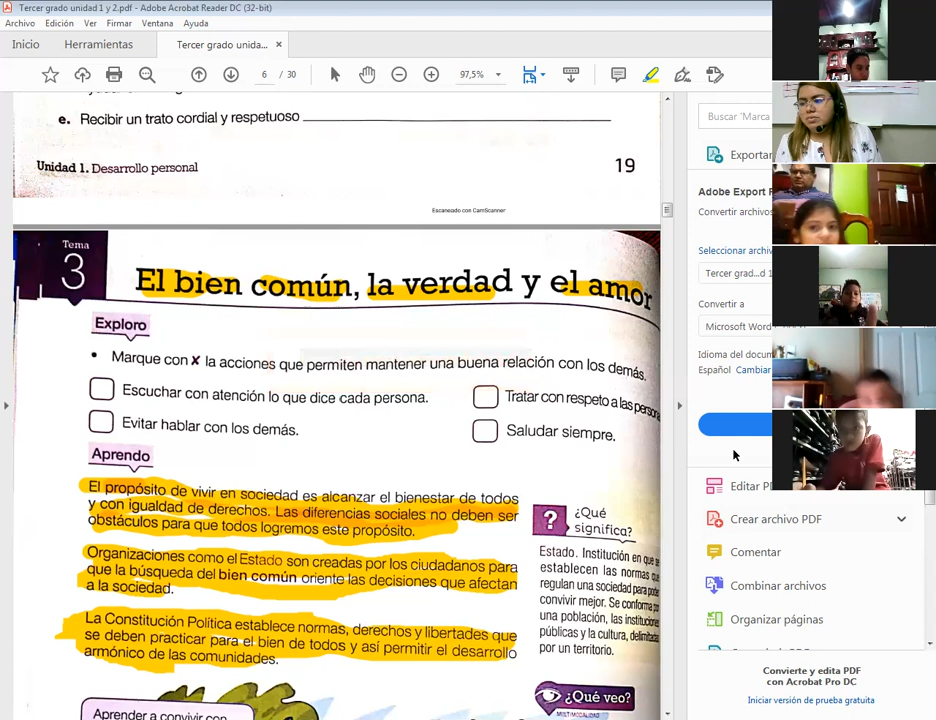 Tercer grado unidad 1 y 2.pdf - Adobe Acrobat Reader DC (32-bit)
Archivo Edición Ver Firmar Ventana Ayuda
Inicio Herramientas Tercer grado unida... ×
6 / 30 97,5%
e. Recibir un trato cordial y respetuoso
Unidad 1. Desarrollo personal 19
Escaneado con CamScanner
Tema
3
El bien común, la verdad y el amor
Exploro
• Marque con ✗ la acciones que permiten mantener una buena relación con los demás.
Escuchar con atención lo que dice cada persona.
Tratar con respeto a las
Evitar hablar con los demás.
Saludar siempre.
Aprendo
El propósito de vivir en sociedad es alcanzar el bienestar de todos
y con igualdad de derechos. Las diferencias sociales no deben ser
obstáculos para que todos logremos este propósito.
Organizaciones como el Estado son creadas por los ciudadanos para
que la búsqueda del bien común oriente las decisiones que afectan
a la sociedad.
La Constitución Política establece normas, derechos y libertades que
se deben practicar para el bien de todos y así permitir el desarrollo
armónico de las comunidades.
Aprender a convivir con
?
¿Qué
significa?
Estado. Institución en que se
establecen las normas que
regulan una sociedad para poder
convivir mejor. Se conforma por
una población, las instituciones
públicas y la cultura, delimitadas
por un territorio.
¿Qué veo?
MULTIMODALIDAD
Buscar 'Marca
Exportar
Adobe Export P
Convertir archivos
Seleccionar archiv
Tercer grad...d 1
Convertir a
Microsoft Word
Idioma del docum
Español Cambiar
Editar PD
Crear archivo PDF
Comentar
Combinar archivos
Organizar páginas
Convierte y edita PDF
con Acrobat Pro DC
Iniciar versión de prueba gratuita